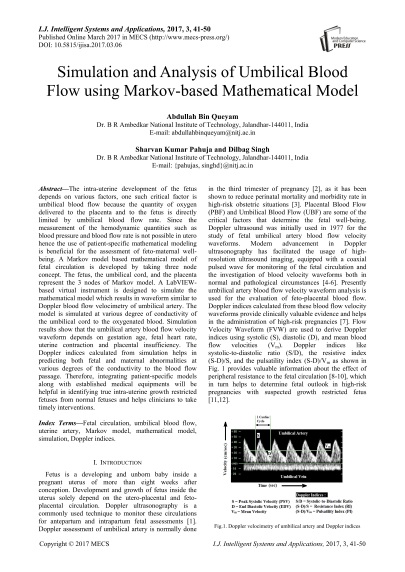 I.J. Intelligent Systems and Applications, 2017, 3, 41-50
Published Online March 2017 in MECS (http://www.mecs-press.org/)
DOI: 10.5815/ijisa.2017.03.06
Modern Education
and Computer Science
PRESS
Simulation and Analysis of Umbilical Blood
Flow using Markov-based Mathematical Model
Abdullah Bin Queyam
Dr. B R Ambedkar National Institute of Technology, Jalandhar-144011, India
E-mail: abdullahbinqueyam@nitj.ac.in
Sharvan Kumar Pahuja and Dilbag Singh
Dr. B R Ambedkar National Institute of Technology, Jalandhar-144011, India
E-mail: {pahujas, singhd}@nitj.ac.in
Abstract—The intra-uterine development of the fetus
depends on various factors, one such critical factor is
umbilical blood flow because the quantity of oxygen
delivered to the placenta and to the fetus is directly
limited by umbilical blood flow rate. Since the
measurement of the hemodynamic quantities such as
blood pressure and blood flow rate is not possible in utero
hence the use of patient-specific mathematical modeling
is beneficial for the assessment of foto-maternal well-
being. A Markov model based mathematical model of
fetal circulation is developed by taking three node
concept. The fetus, the umbilical cord, and the placenta
represent the 3 nodes of Markov model. A LabVIEW-
based virtual instrument is designed to simulate the
mathematical model which results in waveform similar to
Doppler blood flow velocimetry of umbilical artery. The
model is simulated at various degree of conductivity of
the umbilical cord to the oxygenated blood. Simulation
results show that the umbilical artery blood flow velocity
waveform depends on gestation age, fetal heart rate,
uterine contraction and placental insufficiency. The
Doppler indices calculated from simulation helps in
predicting both fetal and maternal abnormalities at
various degrees of the conductivity to the blood flow
passage. Therefore, integrating patient-specific models
along with established medical equipments will be
helpful in identifying true intra-uterine growth restricted
fetuses from normal fetuses and helps clinicians to take
timely interventions.
Index Terms—Fetal circulation, umbilical blood flow,
uterine artery, Markov model, mathematical model,
simulation, Doppler indices.
I. INTRODUCTION
Fetus is a developing and unborn baby inside a
pregnant uterus of more than eight weeks after
conception. Development and growth of fetus inside the
uterus solely depend on the utero-placental and feto-
placental circulation. Doppler ultrasonography is a
commonly used technique to monitor these circulations
for antepartum and intrapartum fetal assessments [1].
Doppler assessment of umbilical artery is normally done
in the third trimester of pregnancy [2], as it has been
shown to reduce perinatal mortality and morbidity rate in
high-risk obstetric situations [3]. Placental Blood Flow
(PBF) and Umbilical Blood Flow (UBF) are some of the
critical factors that determine the fetal well-being.
Doppler ultrasound was initially used in 1977 for the
study of fetal umbilical artery blood flow velocity
waveforms. Modern advancement in Doppler
ultrasonography has facilitated the usage of high-
resolution ultrasound imaging, equipped with a coaxial
pulsed wave for monitoring of the fetal circulation and
the investigation of blood velocity waveforms both in
normal and pathological circumstances [4-6]. Presently
umbilical artery blood flow velocity waveform analysis is
used for the evaluation of feto-placental blood flow.
Doppler indices calculated from these blood flow velocity
waveforms provide clinically valuable evidence and helps
in the administration of high-risk pregnancies [7]. Flow
Velocity Waveform (FVW) are used to derive Doppler
indices using systolic (S), diastolic (D), and mean blood
flow velocities (Vm). Doppler indices like
systolic-to-diastolic ratio (S/D), the resistive index
(S-D)/S, and the pulsatility index (S-D)/Vm as shown in
Fig. 1 provides valuable information about the effect of
peripheral resistance to the fetal circulation [8-10], which
in turn helps to determine fetal outlook in high-risk
pregnancies with suspected growth restricted fetus
[11,12].
1 Cardiac
Cycle
Umbilical Artery
Umbilical Vein
Time (sec)
Doppler Indices
S = Peak Systolic Velocity (PSV)
D = End Diastolic Velocity (EDV)
Vm = Mean Velocity
S/D = Systolic to Diastolic Ratio
(S-D)/S = Resistance Index (RI)
(S-D)/Vm = Pulsatility Index (PI)
Fig.1. Doppler velocimetry of umbilical artery and Doppler indices
Copyright © 2017 MECS
I.J. Intelligent Systems and Applications, 2017, 3, 41-50